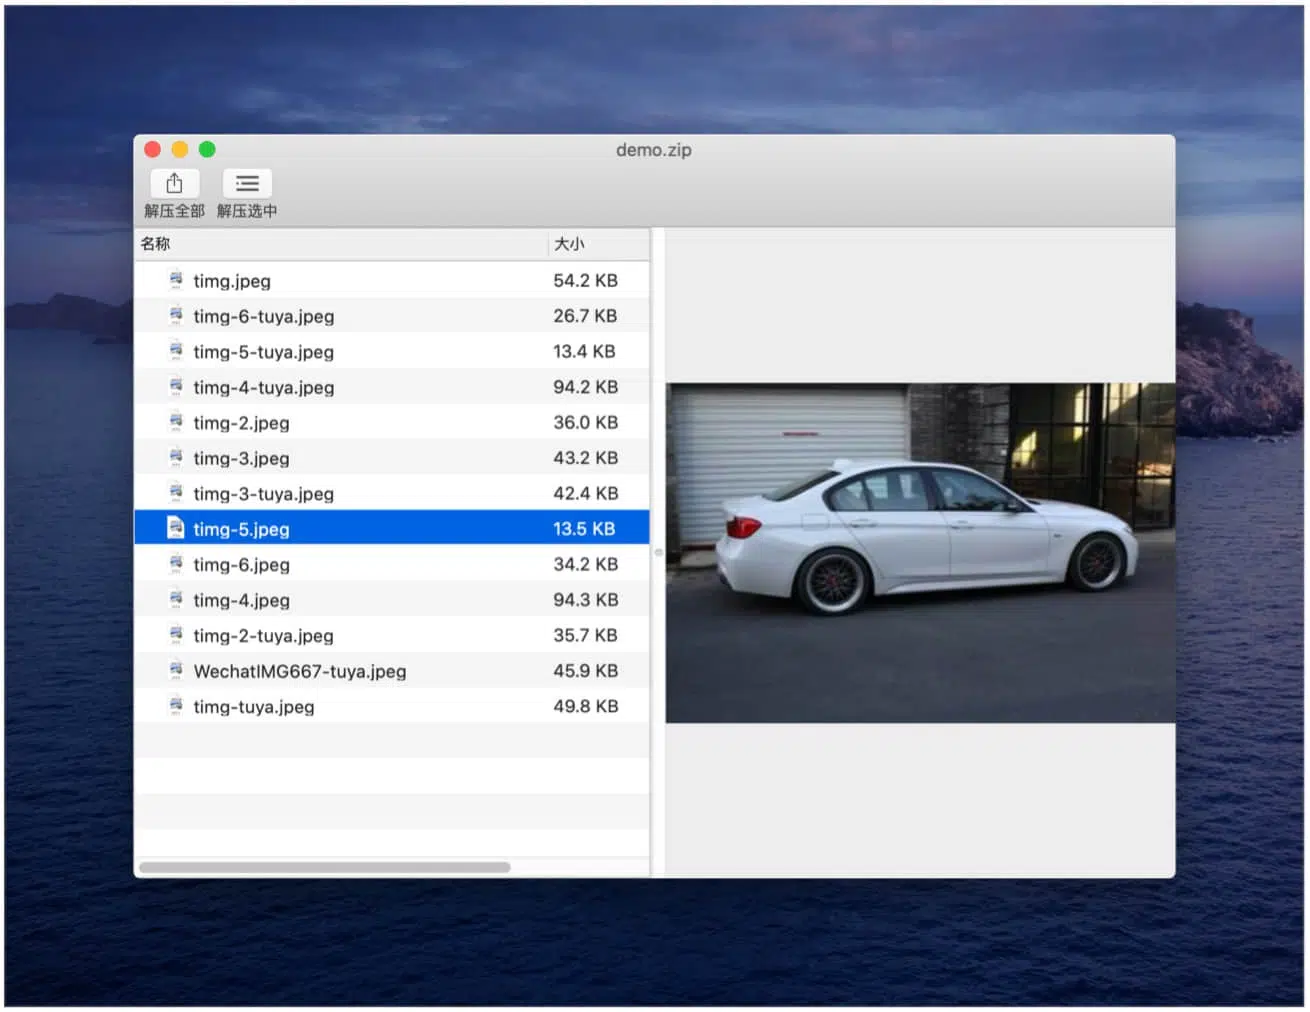 demo.zip
解压全部 解压选中
名称 大小
timg.jpeg 54.2 KB
timg-6-tuya.jpeg 26.7 KB
timg-5-tuya.jpeg 13.4 KB
timg-4-tuya.jpeg 94.2 KB
timg-2.jpeg 36.0 KB
timg-3.jpeg 43.2 KB
timg-3-tuya.jpeg 42.4 KB
timg-5.jpeg 13.5 KB
timg-6.jpeg 34.2 KB
timg-4.jpeg 94.3 KB
timg-2-tuya.jpeg 35.7 KB
WechatIMG667-tuya.jpeg 45.9 KB
timg-tuya.jpeg 49.8 KB